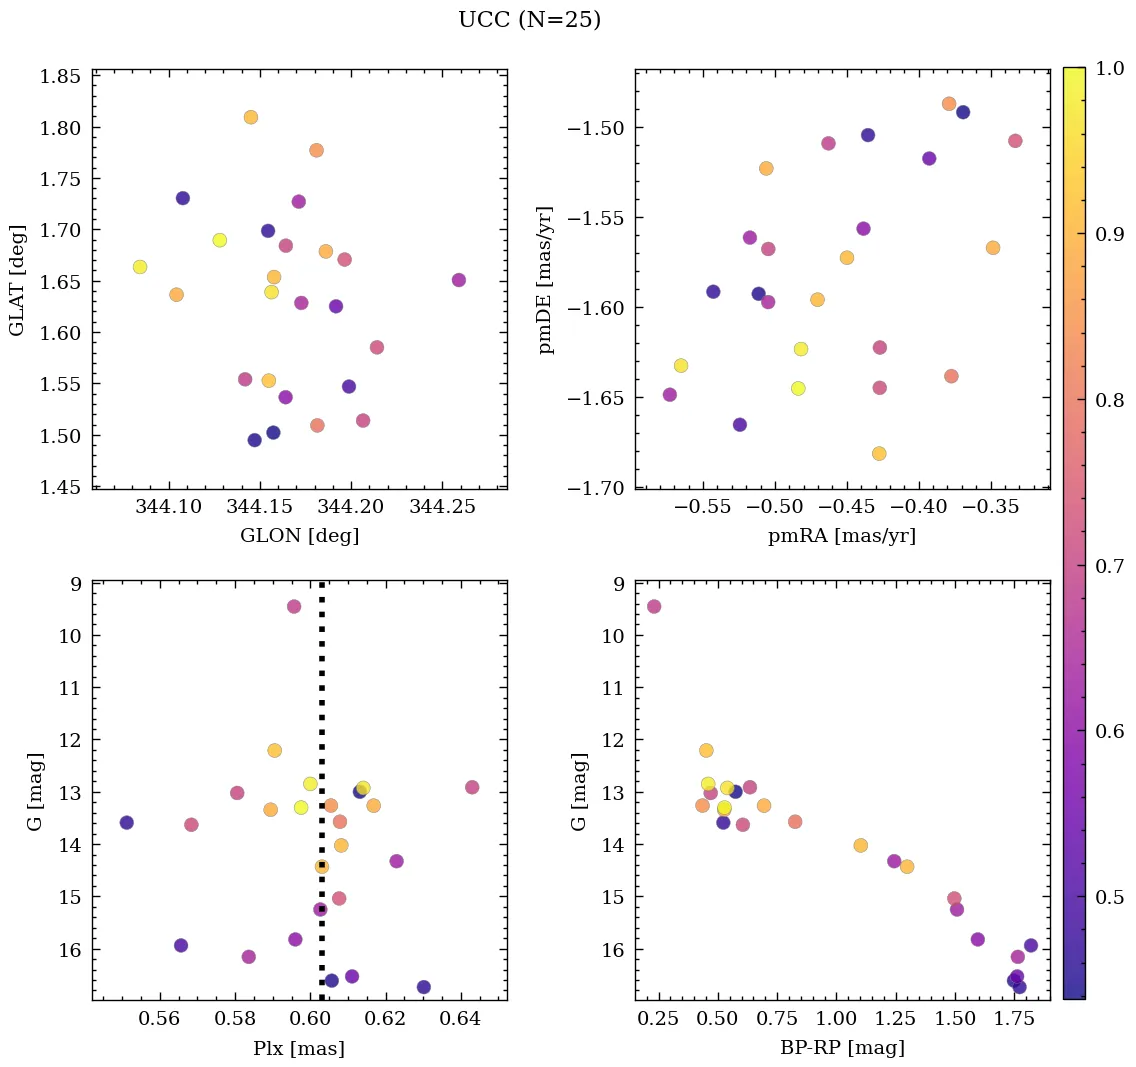 UCC (N=25)
1.85
1.80
1.75
1.70
1.65
1.60
1.55
1.50
1.45
GLAT [deg]
344.10 344.15 344.20 344.25
GLON [deg]
−1.50
−1.55
−1.60
−1.65
−1.70
pmDE [mas/yr]
−0.55 −0.50 −0.45 −0.40 −0.35
pmRA [mas/yr]
1.0
0.9
0.8
0.7
0.6
0.5
9
10
11
12
13
14
15
16
G [mag]
0.56 0.58 0.60 0.62 0.64
Plx [mas]
9
10
11
12
13
14
15
16
G [mag]
0.25 0.50 0.75 1.00 1.25 1.50 1.75
BP-RP [mag]